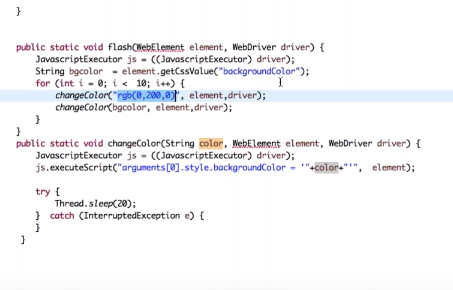 }
public static void flash(WebElement element, WebDriver driver) {
JavascriptExecutor js = ((JavascriptExecutor) driver);
String bgcolor  = element.getCssValue("backgroundColor");
for (int i = 0; i <  10; i++) {
changeColor("rgb(0,200,0)", element,driver);
changeColor(bgcolor, element,driver);
}
}
public static void changeColor(String color, WebElement element, WebDriver driver) {
JavascriptExecutor js = ((JavascriptExecutor) driver);
js.executeScript("arguments[0].style.backgroundColor = '"+color+"'",  element);
try {
Thread.sleep(20);
}  catch (InterruptedException e) {
}
}